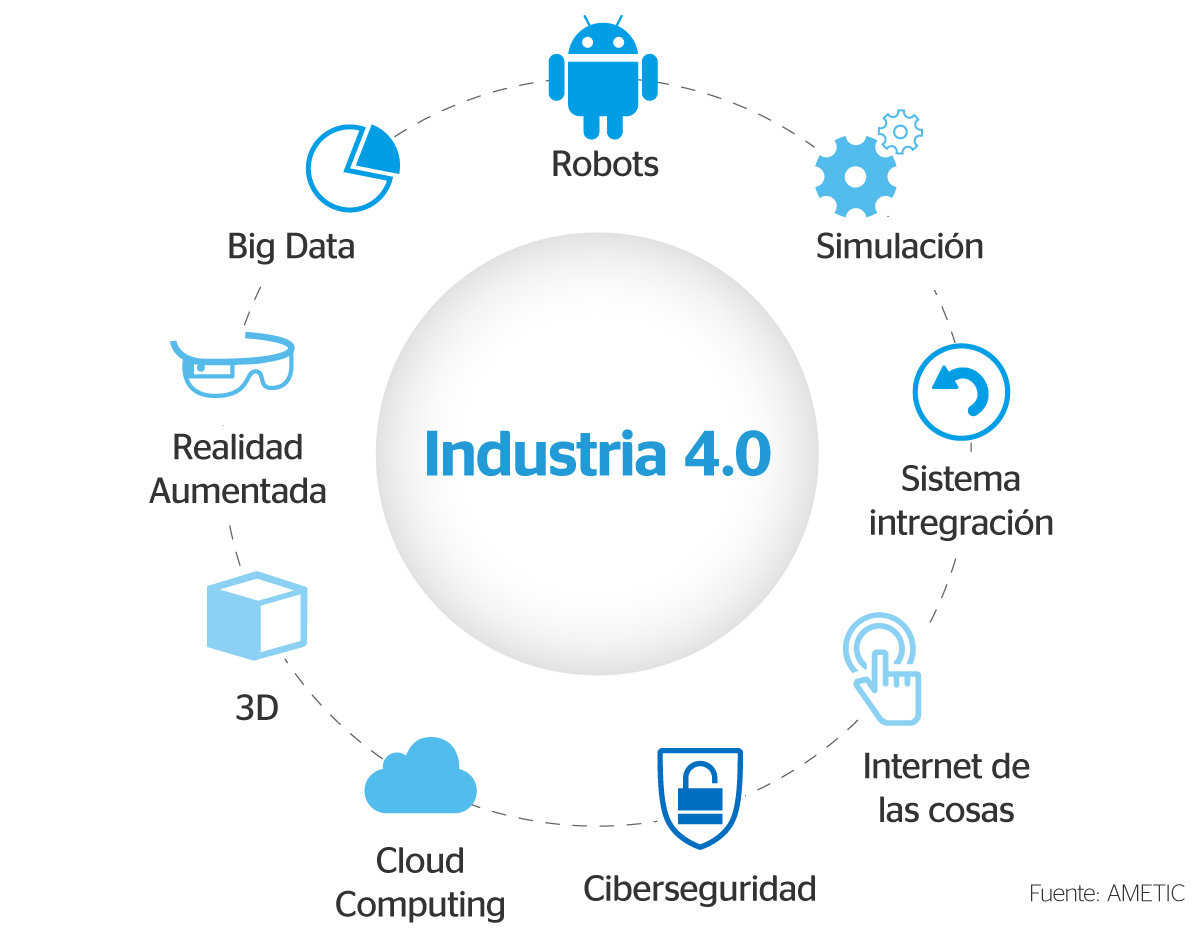 Robots
Simulación
Big Data
Realidad
Aumentada
Industria 4.0
Sistema
intregración
3D
Internet de
las cosas
Cloud
Computing
Ciberseguridad
Fuente: AMETIC